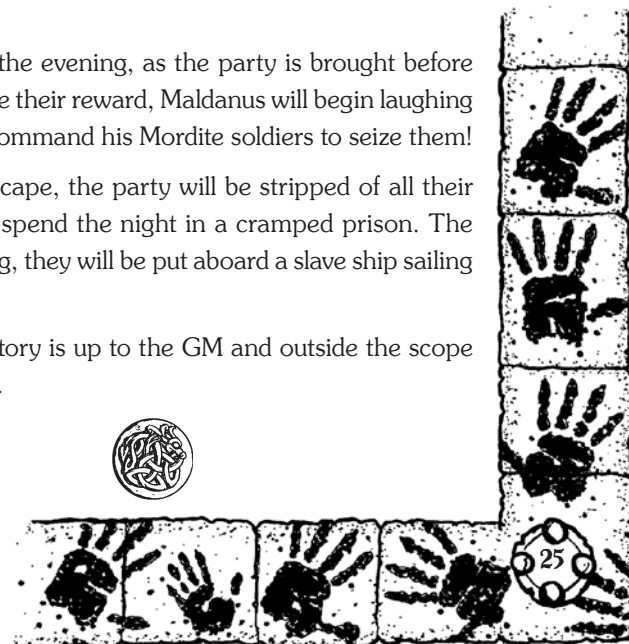 the evening, as the party is brought before
e their reward, Maldanus will begin laughing
ommand his Mordite soldiers to seize them!
cape, the party will be stripped of all their
spend the night in a cramped prison. The
g, they will be put aboard a slave ship sailing
tory is up to the GM and outside the scope
.
25